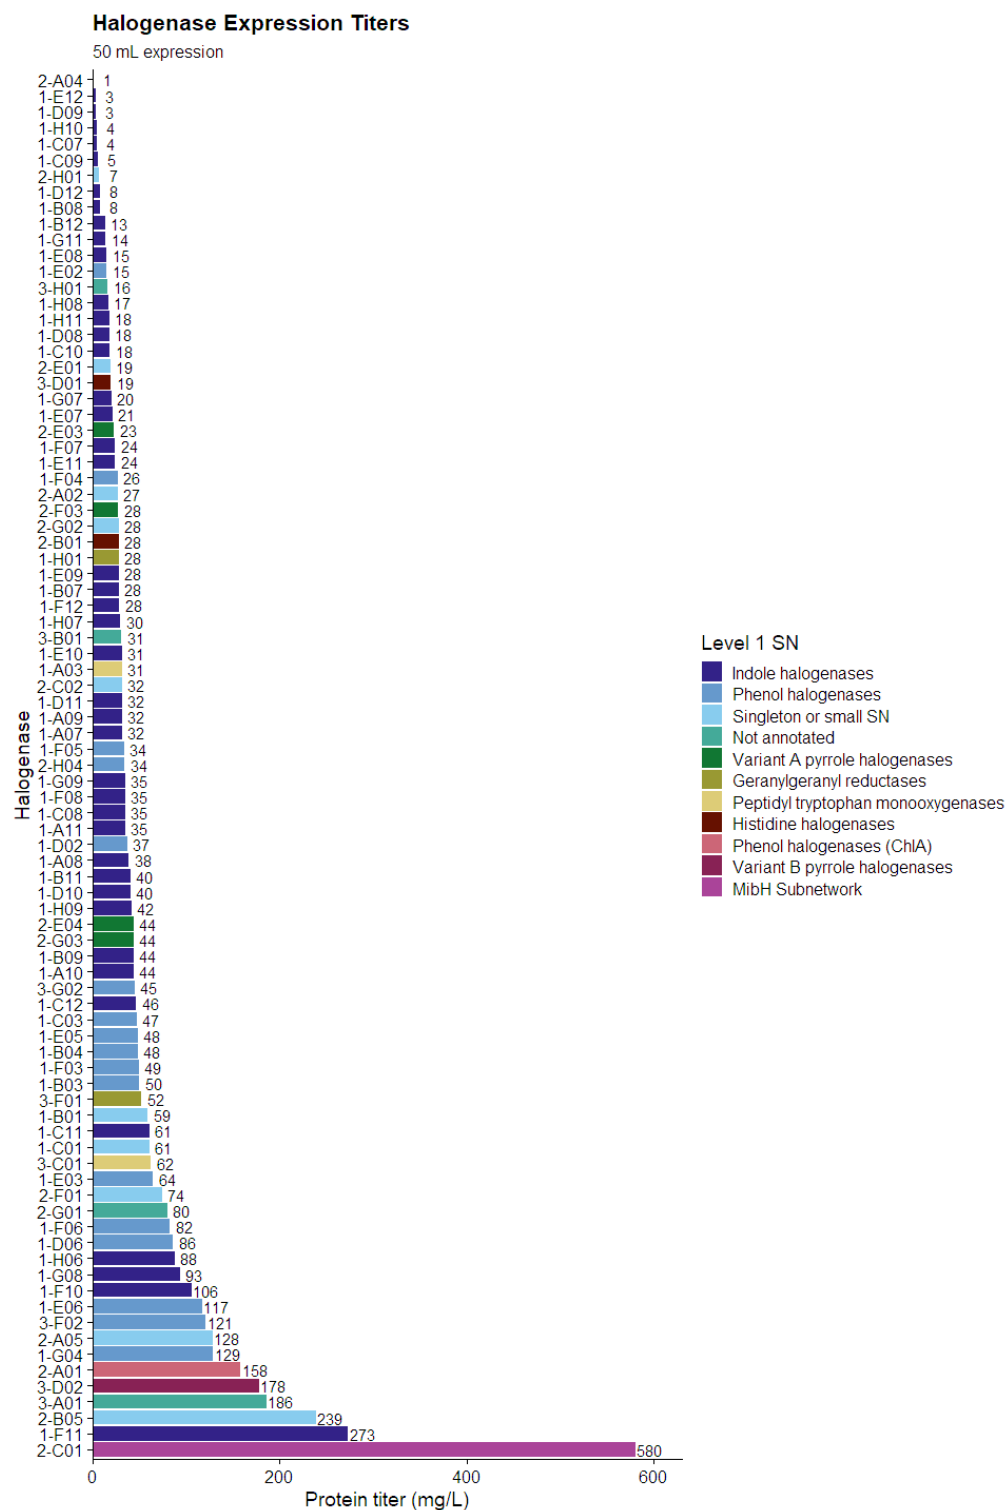 Halogenase Expression Titers
50 mL expression
2-A04 1
1-E12 3
1-D09 3
1-H10 4
1-C07 4
1-C09 5
2-H01 7
1-D12 8
1-B08 8
1-B12 13
1-G11 14
1-E08 15
1-E02 15
3-H01 16
1-H08 17
1-H11 18
1-D08 18
1-C10 18
2-E01 19
3-D01 19
1-G07 20
1-E07 21
2-E03 23
1-F07 24
1-E11 24
1-F04 26
2-A02 27
2-F03 28
2-G02 28
2-B01 28
1-H01 28
1-E09 28
1-B07 28
1-F12 28
1-H07 30
3-B01 31
1-E10 31
1-A03 31
2-C02 32
1-D11 32
1-A09 32
1-A07 32
1-F05 34
2-H04 34
1-G09 35
1-F08 35
1-C08 35
1-A11 35
1-D02 37
1-A08 38
1-B11 40
1-D10 40
1-H09 42
2-E04 44
2-G03 44
1-B09 44
1-A10 44
3-G02 45
1-C12 46
1-C03 47
1-E05 48
1-B04 48
1-F03 49
1-B03 50
3-F01 52
1-B01 59
1-C11 61
1-C01 61
3-C01 62
1-E03 64
2-F01 74
2-G01 80
1-F06 82
1-D06 86
1-H06 88
1-G08 93
1-F10 106
1-E06 117
3-F02 121
2-A05 128
1-G04 129
2-A01 158
3-D02 178
3-A01 186
2-B05 239
1-F11 273
2-C01 580
Halogenase
0 200 400 600
Protein titer (mg/L)
Level 1 SN
Indole halogenases
Phenol halogenases
Singleton or small SN
Not annotated
Variant A pyrrole halogenases
Geranylgeranyl reductases
Peptidyl tryptophan monooxygenases
Histidine halogenases
Phenol halogenases (ChlA)
Variant B pyrrole halogenases
MibH Subnetwork